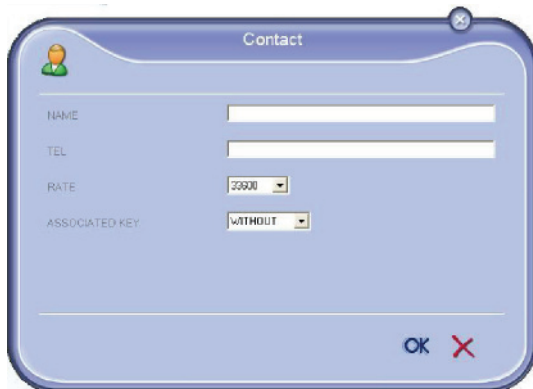 Contact
NAME
TEL
RATE
33600
ASSOCIATED KEY
WITHOUT
OK